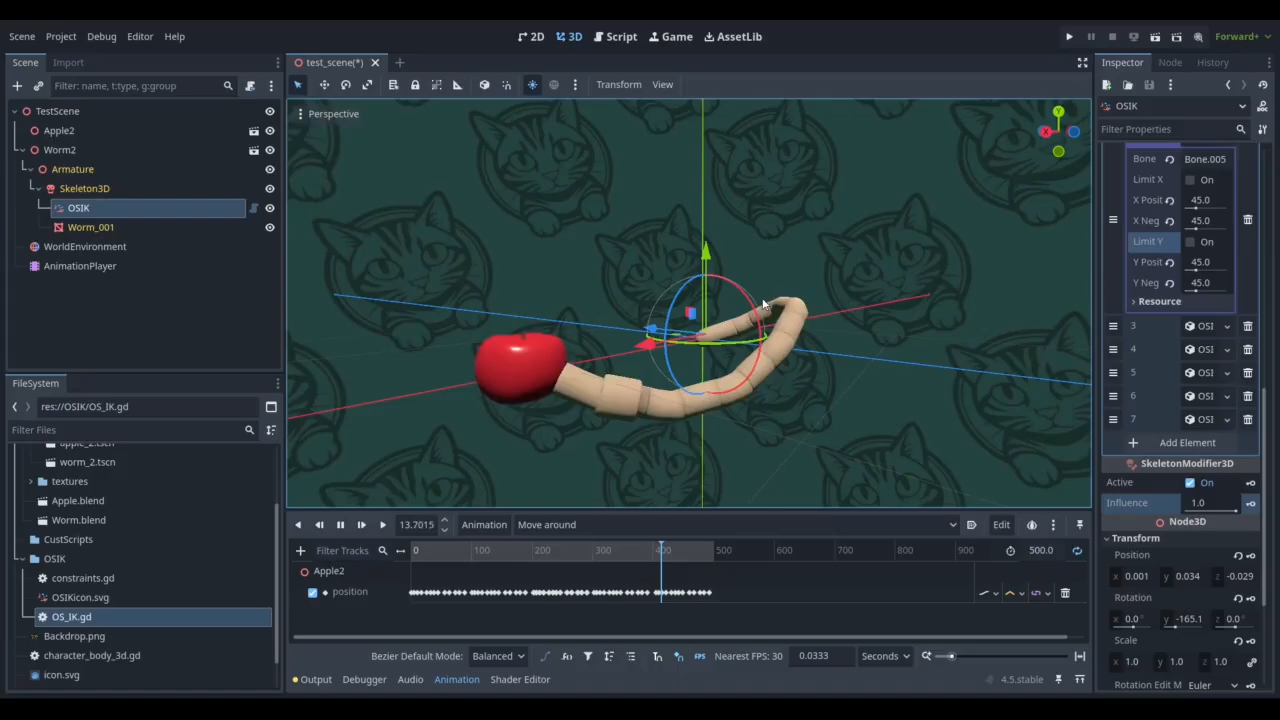 Scene Project Debug Editor Help
2D 3D Script Game AssetLib
Forward+
Scene Import
test_scene(*)
Inspector Node History
Filter: name, t:type, g:group
Transform View
OSIK
TestScene
Perspective
Y
X
Filter Properties
Apple2
Worm2
Bone Bone.005
Armature
Limit X On
Skeleton3D
X Posit 45.0
OSIK
X Neg 45.0
Worm_001
Limit Y On
WorldEnvironment
Y Posit 45.0
AnimationPlayer
Y Neg 45.0
Resource
3 OSI
4 OSI
5 OSI
6 OSI
7 OSI
Add Element
FileSystem
res://OSIK/OS_IK.gd
Filter Files
apple_2.tscn
worm_2.tscn
textures
Apple.blend
Worm.blend
CustScripts
OSIK
constraints.gd
OSIKicon.svg
OS_IK.gd
Backdrop.png
character_body_3d.gd
icon.svg
SkeletonModifier3D
Active On
Influence 1.0
Node3D
Transform
Position
x 0.001 y 0.034 z -0.029
Rotation
x 0.0 y -165.1 z 0.0
Scale
x 1.0 y 1.0 z 1.0
Rotation Edit M Euler
13.7015 Animation Move around Edit
Filter Tracks 0 100 200 300 400 500 600 700 800 900 500.0
Apple2
position
Bezier Default Mode: Balanced Nearest FPS: 30 0.0333 Seconds
Output Debugger Audio Animation Shader Editor 4.5.stable